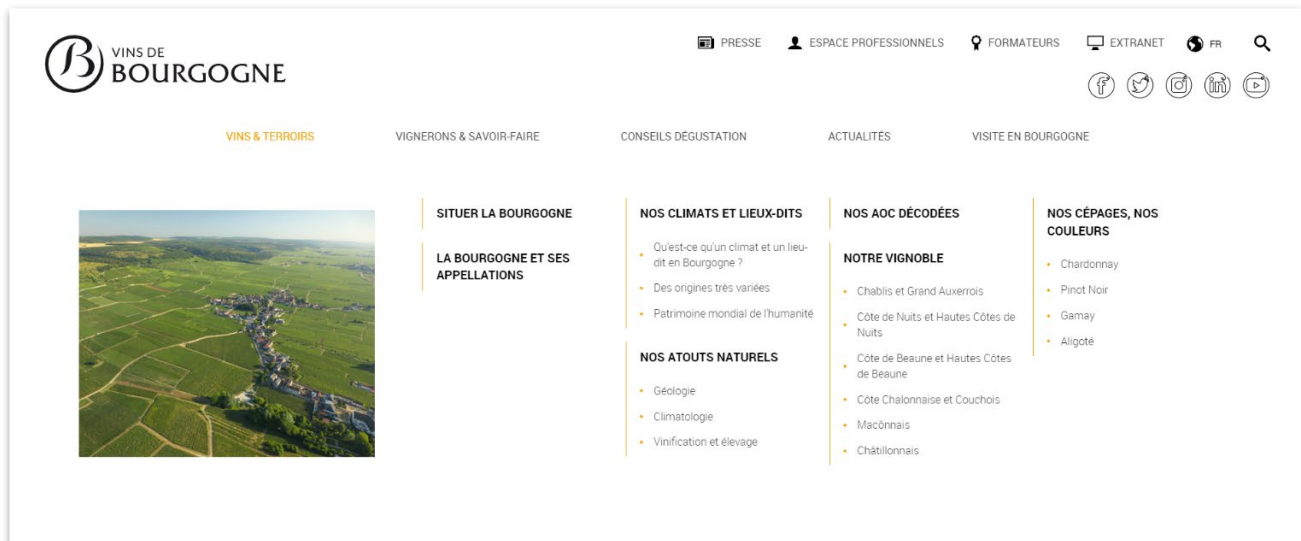 VINS DE
BOURGOGNE
PRESSE
ESPACE PROFESSIONNELS
FORMATEURS
EXTRANET
FR
VINS & TERROIRS
VIGNERONS & SAVOIR-FAIRE
CONSEILS DÉGUSTATION
ACTUALITÉS
VISITE EN BOURGOGNE
SITUER LA BOURGOGNE
LA BOURGOGNE ET SES
APPELLATIONS
NOS CLIMATS ET LIEUX-DITS
Qu'est-ce qu'un climat et un lieu-
dit en Bourgogne ?
Des origines très variées
Patrimoine mondial de l'humanité
NOS ATOUTS NATURELS
Géologie
Climatologie
Vinification et élevage
NOS AOC DÉCODÉES
NOTRE VIGNOBLE
Chablis et Grand Auxerrois
Côte de Nuits et Hautes Côtes de
Nuits
Côte de Beaune et Hautes Côtes
de Beaune
Côte Chalonnaise et Couchois
Macônnais
Châtillonnais
NOS CÉPAGES, NOS
COULEURS
Chardonnay
Pinot Noir
Gamay
Aligoté